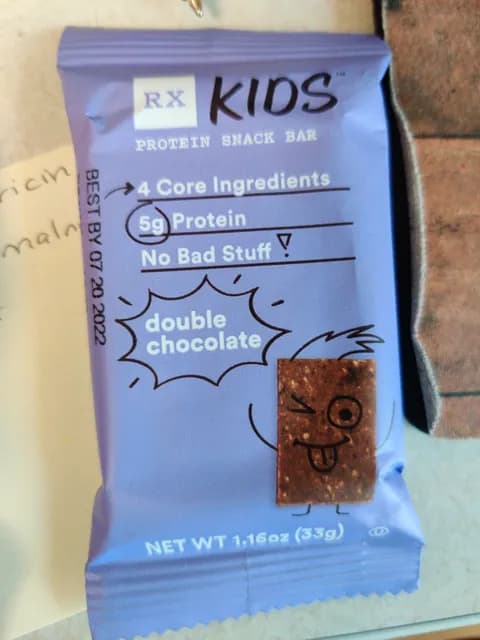 RX KIDS™
PROTEIN SNACK BAR
4 Core Ingredients
5g Protein
No Bad Stuff!
double
chocolate
NET WT 1.16oz (33g)
BEST BY 07 20 2022